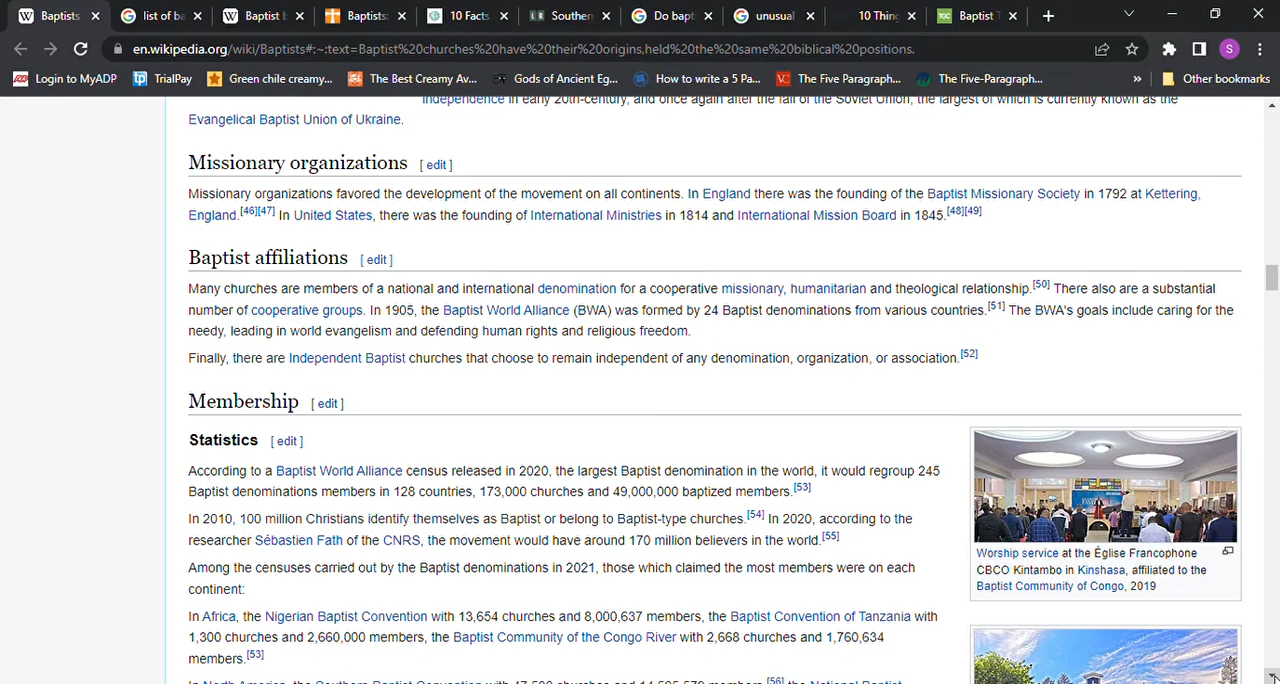 Baptists
list of ba
Baptist b
Baptists:
10 Facts
Southern
Do bapt
unusual
10 Thing
Baptist T
en.wikipedia.org/wiki/Baptists#:~:text=Baptist%20churches%20have%20their%20origins,held%20the%20same%20biblical%20positions.
S
Login to MyADP
TrialPay
Green chile creamy...
The Best Creamy Av...
Gods of Ancient Eg...
How to write a 5 Pa...
The Five Paragraph...
The Five-Paragraph...
»
Other bookmarks
independence in early 20th-century, and once again after the fall of the Soviet Union, the largest of which is currently known as the
Evangelical Baptist Union of Ukraine.
Missionary organizations [ edit ]
Missionary organizations favored the development of the movement on all continents. In England there was the founding of the Baptist Missionary Society in 1792 at Kettering,
England.[46][47] In United States, there was the founding of International Ministries in 1814 and International Mission Board in 1845.[48][49]
Baptist affiliations [ edit ]
Many churches are members of a national and international denomination for a cooperative missionary, humanitarian and theological relationship.[50] There also are a substantial
number of cooperative groups. In 1905, the Baptist World Alliance (BWA) was formed by 24 Baptist denominations from various countries.[51] The BWA's goals include caring for the
needy, leading in world evangelism and defending human rights and religious freedom.
Finally, there are Independent Baptist churches that choose to remain independent of any denomination, organization, or association.[52]
Membership [ edit ]
Statistics [ edit ]
According to a Baptist World Alliance census released in 2020, the largest Baptist denomination in the world, it would regroup 245
Baptist denominations members in 128 countries, 173,000 churches and 49,000,000 baptized members.[53]
In 2010, 100 million Christians identify themselves as Baptist or belong to Baptist-type churches.[54] In 2020, according to the
researcher Sébastien Fath of the CNRS, the movement would have around 170 million believers in the world.[55]
Among the censuses carried out by the Baptist denominations in 2021, those which claimed the most members were on each
continent:
In Africa, the Nigerian Baptist Convention with 13,654 churches and 8,000,637 members, the Baptist Convention of Tanzania with
1,300 churches and 2,660,000 members, the Baptist Community of the Congo River with 2,668 churches and 1,760,634
members.[53]
In North America, the Southern Baptist Convention with 47,500 churches and 14,525,579 members,[56] the National Baptist
Worship service at the Église Francophone
CBCO Kintambo in Kinshasa, affiliated to the
Baptist Community of Congo, 2019